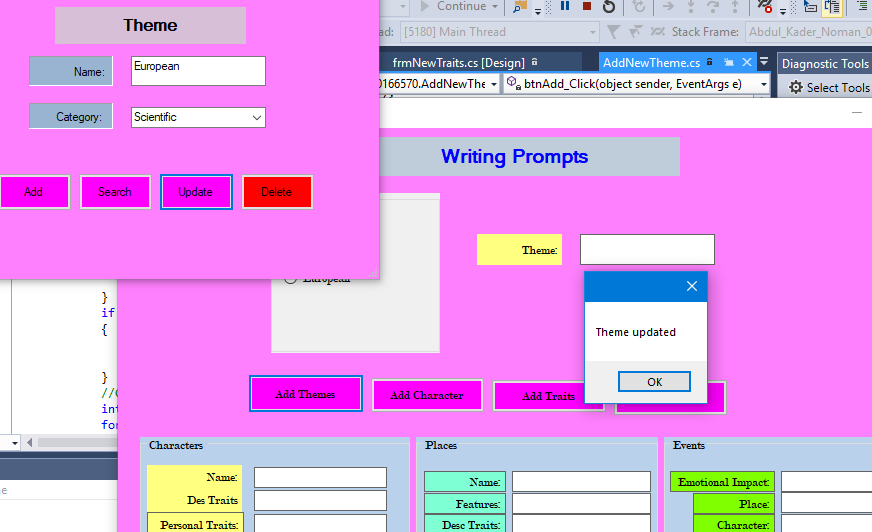 Continue
ad:
[5180] Main Thread
Stack Frame:
Abdul_Kader_Noman_0
frmNewTraits.cs [Design]
AddNewTheme.cs
Diagnostic Tools
0166570.AddNewThe
btnAdd_Click(object sender, EventArgs e)
Select Tools
Theme
Name:
European
Category:
Scientific
Add
Search
Update
Delete
Writing Prompts
Theme:
European
}
if
{
}
int
for
Theme updated
OK
Add Themes
Add Character
Add Traits
Characters
Name:
Des Traits
Personal Traits:
Places
Name:
Features:
Desc Traits:
Events
Emotional Impact:
Place:
Character: